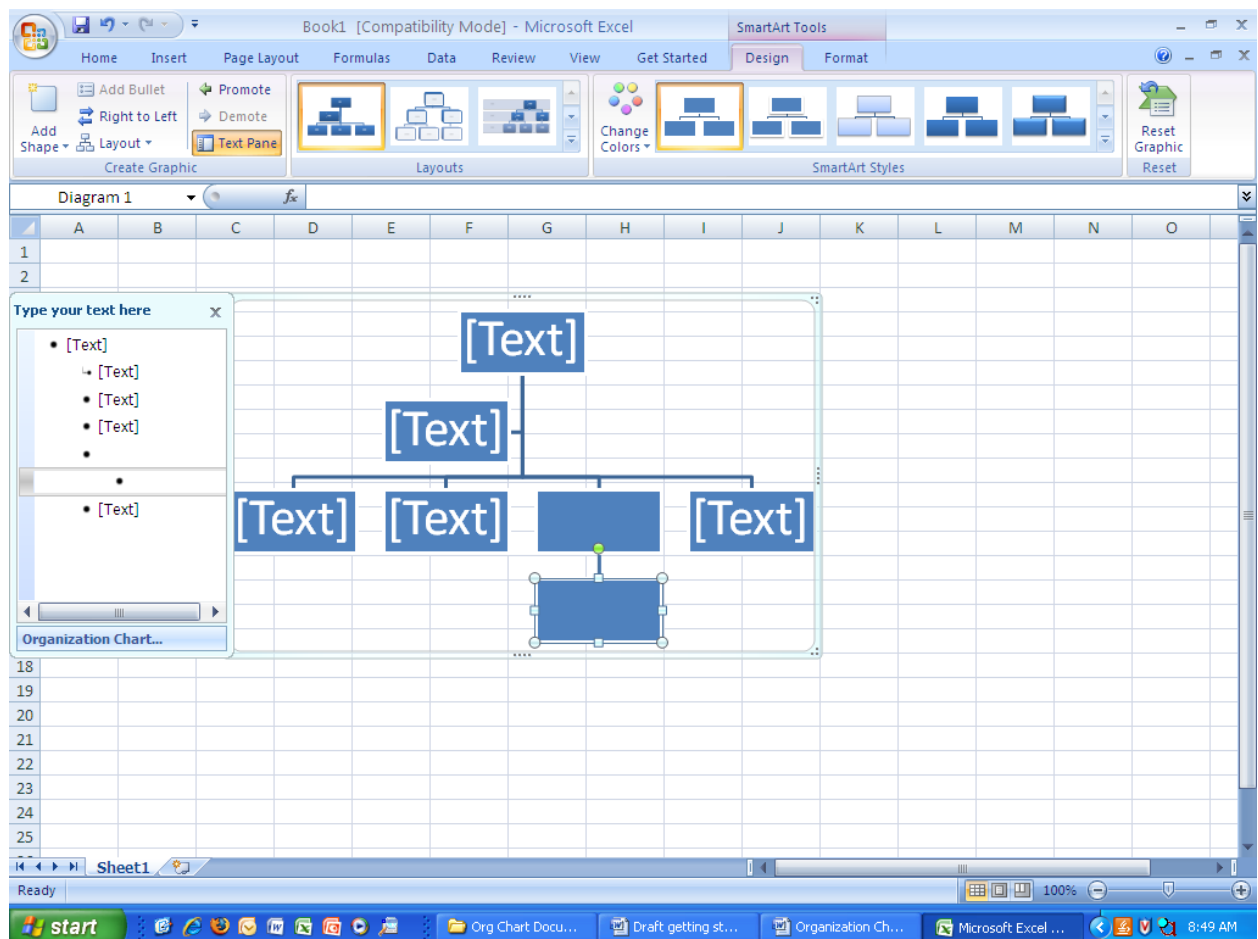 Book1 [Compatibility Mode] - Microsoft Excel
SmartArt Tools
Home Insert Page Layout Formulas Data Review View Get Started Design Format
Add Shape
Add Bullet
Right to Left
Layout
Promote
Demote
Text Pane
Create Graphic
Layouts
Change Colors
SmartArt Styles
Reset Graphic
Reset
Diagram 1
fx
A B C D E F G H I J K L M N O
1
2
Type your text here
[Text]
[Text]
[Text]
[Text]
[Text]
Organization Chart...
[Text]
[Text]
[Text] [Text] [Text]
18
19
20
21
22
23
24
25
Sheet1
Ready
100%
start
Org Chart Docu...
Draft getting st...
Organization Ch...
Microsoft Excel ...
8:49 AM